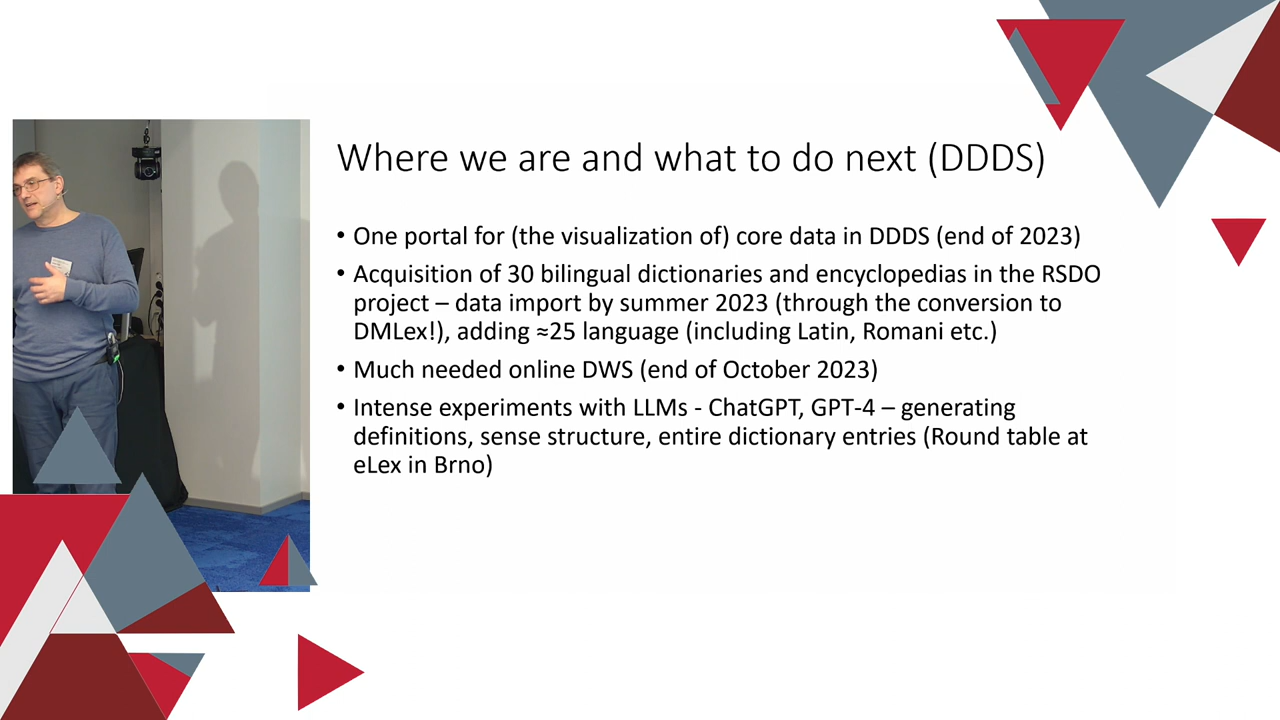 Where we are and what to do next (DDDS)
• One portal for (the visualization of) core data in DDDS (end of 2023)
• Acquisition of 30 bilingual dictionaries and encyclopedias in the RSDO
project – data import by summer 2023 (through the conversion to
DMLex!), adding ≈25 language (including Latin, Romani etc.)
• Much needed online DWS (end of October 2023)
• Intense experiments with LLMs - ChatGPT, GPT-4 – generating
definitions, sense structure, entire dictionary entries (Round table at
eLex in Brno)